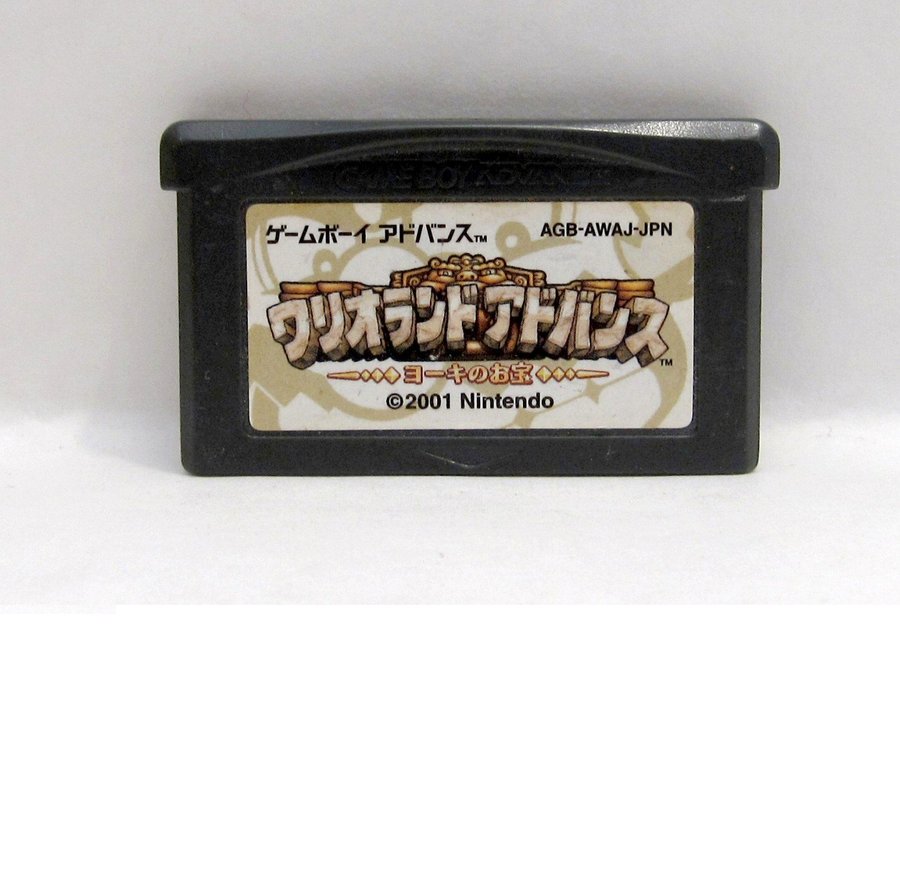 GAME BOY ADVANCE
ゲームボーイ アドバンス™
AGB-AWAJ-JPN
ワリオランドアドバンス™
ヨーキのお宝
©2001 Nintendo